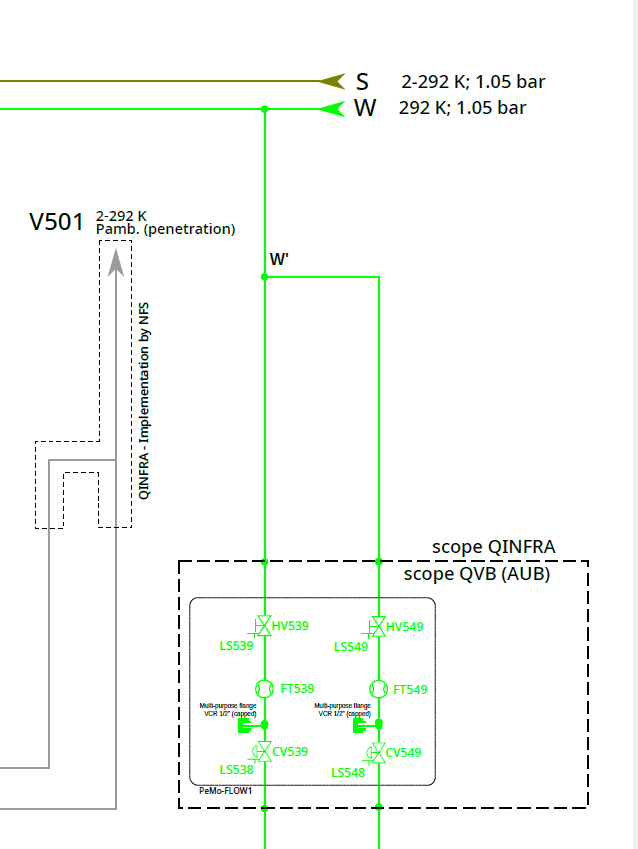 S 2-292 K; 1.05 bar
W 292 K; 1.05 bar
V501 2-292 K
Pamb. (penetration)
W'
QINFRA - Implementation by NFS
scope QINFRA
scope QVB (AUB)
HV539 HV549
LS539 LS549
FT539 FT549
Multi-purpose flange Multi-purpose flange
VCR 1/2" (capped) VCR 1/2" (capped)
CV539 CV549
LS538 LS548
PeMo-FLOW1